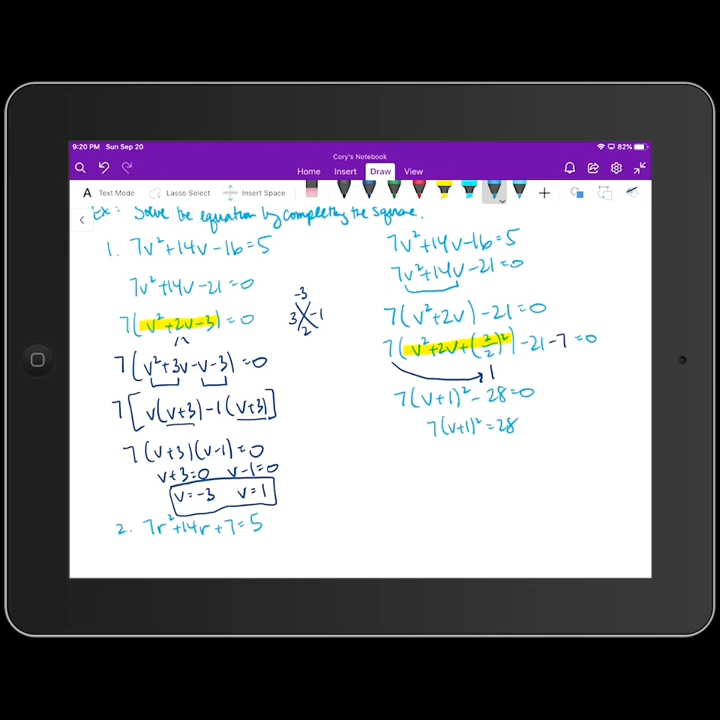 9:20 PM Sun Sep 20
82%
Cory's Notebook
Home Insert Draw View
A Text Mode Lasso Select Insert Space
Ex: Solve be equation by completing the square.
1. 7v²+14v-16=5
7v²+14v-21=0
7(v²+2v-3)=0
-3
3 -1
2
7(v²+3v-v-3)=0
7[v(v+3)-1(v+3)]
7(v+3)(v-1)=0
v+3=0 v-1=0
v=-3 v=1
2. 7r²+14r+7=5
7v²+14v-16=5
7v²+14v-21=0
7(v²+2v)-21=0
7(v²+2v+(2/2)²)-21-7=0
1
7(v+1)²-28=0
7(v+1)²=28